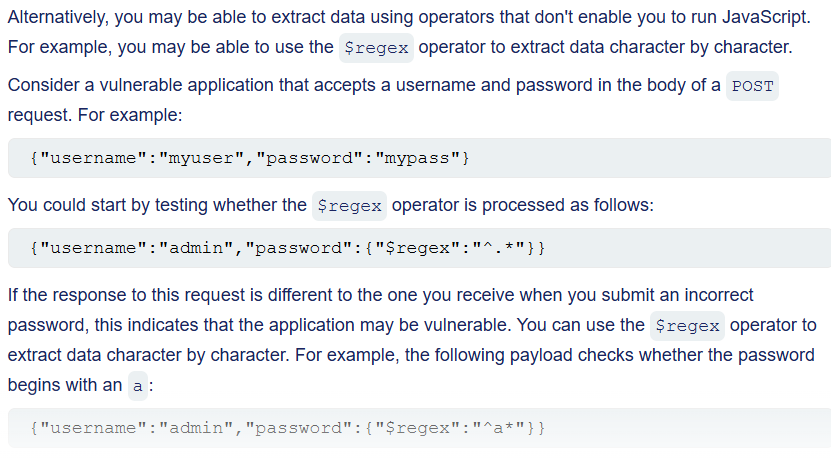 Alternatively, you may be able to extract data using operators that don't enable you to run JavaScript.
For example, you may be able to use the $regex operator to extract data character by character.
Consider a vulnerable application that accepts a username and password in the body of a POST
request. For example:
{"username":"myuser","password":"mypass"}
You could start by testing whether the $regex operator is processed as follows:
{"username":"admin","password":{"$regex":"^.*"}}
If the response to this request is different to the one you receive when you submit an incorrect
password, this indicates that the application may be vulnerable. You can use the $regex operator to
extract data character by character. For example, the following payload checks whether the password
begins with an a:
{"username":"admin","password":{"$regex":"^a*"}}